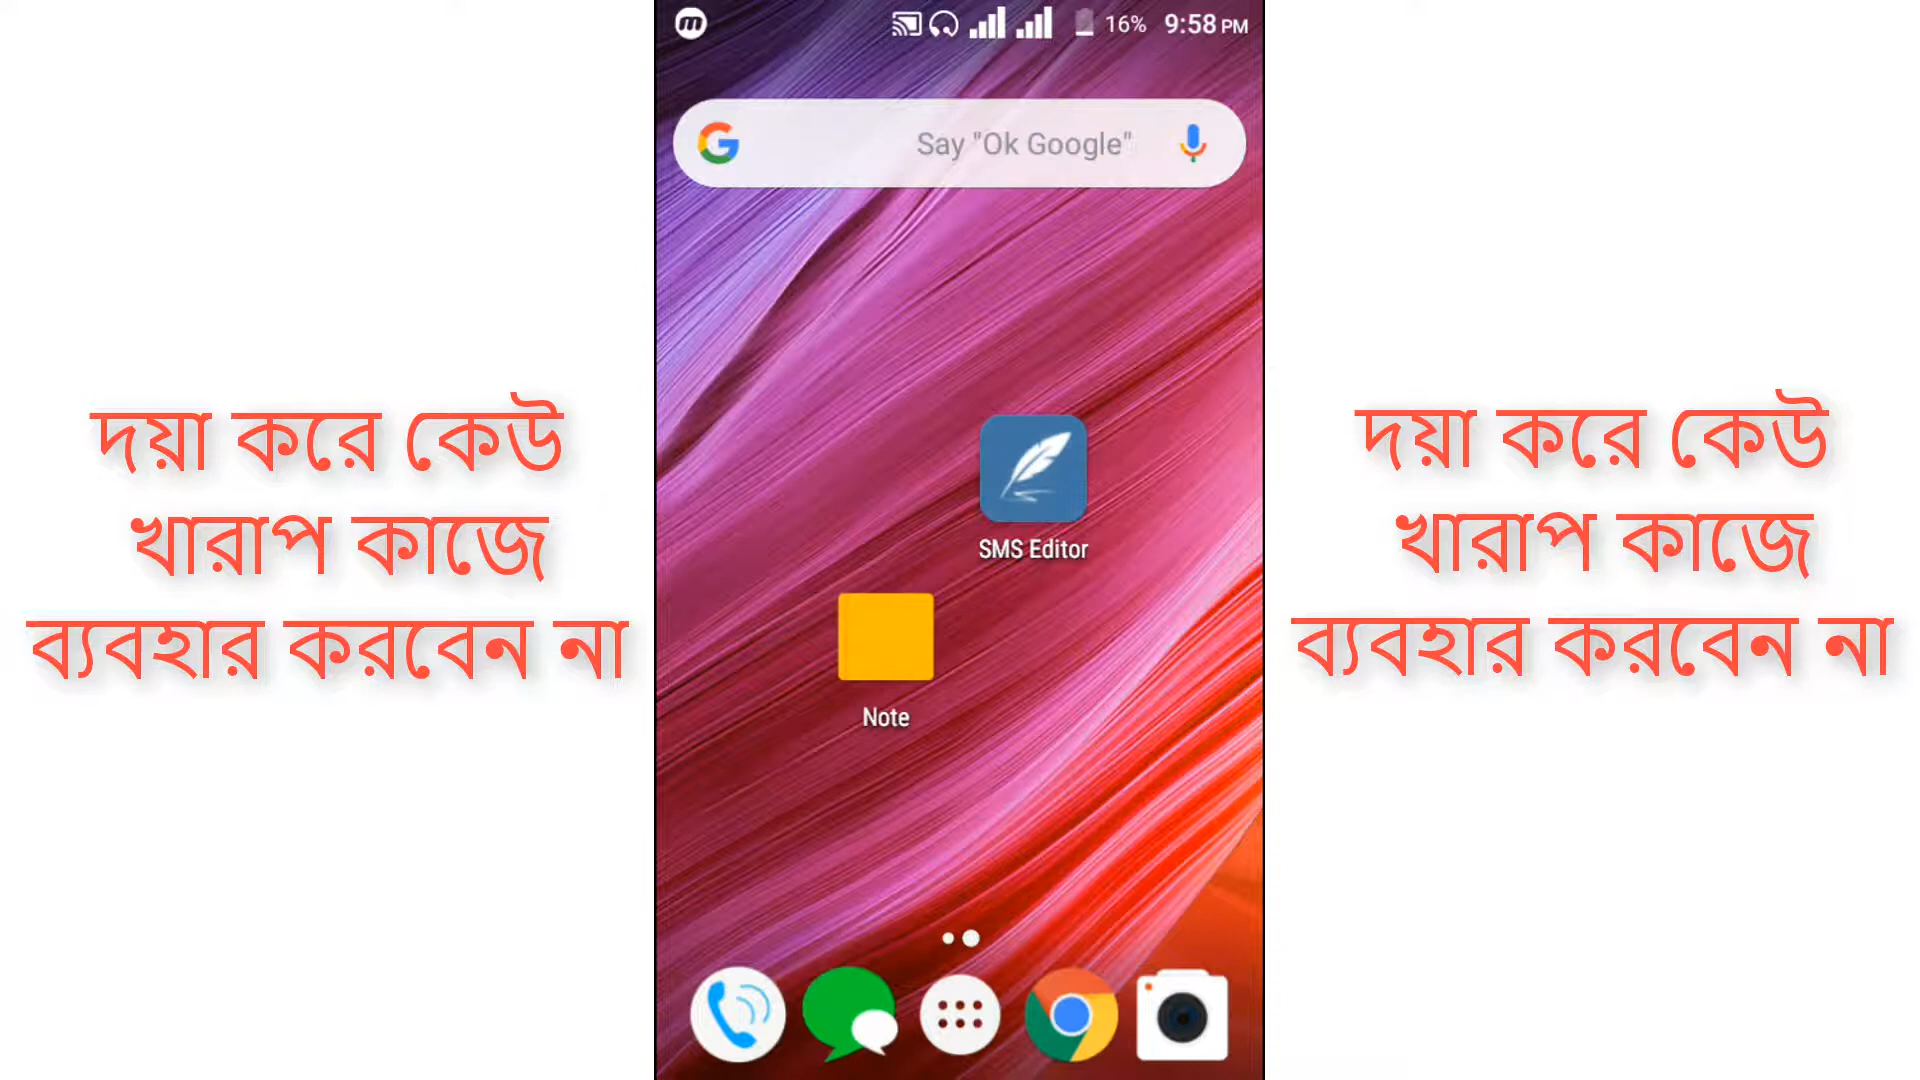 16% 9:58 PM
Say "Ok Google"
SMS Editor
Note
দয়া করে কেউ
খারাপ কাজে
ব্যবহার করবেন না
দয়া করে কেউ
খারাপ কাজে
ব্যবহার করবেন না